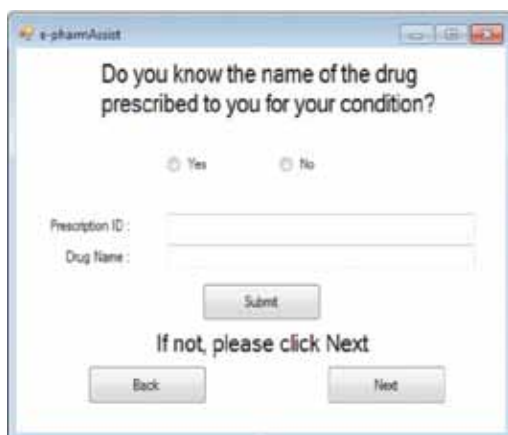 e-pharmAssist
Do you know the name of the drug
prescribed to you for your condition?
Yes No
Prescription ID :
Drug Name :
Submit
If not, please click Next
Back Next